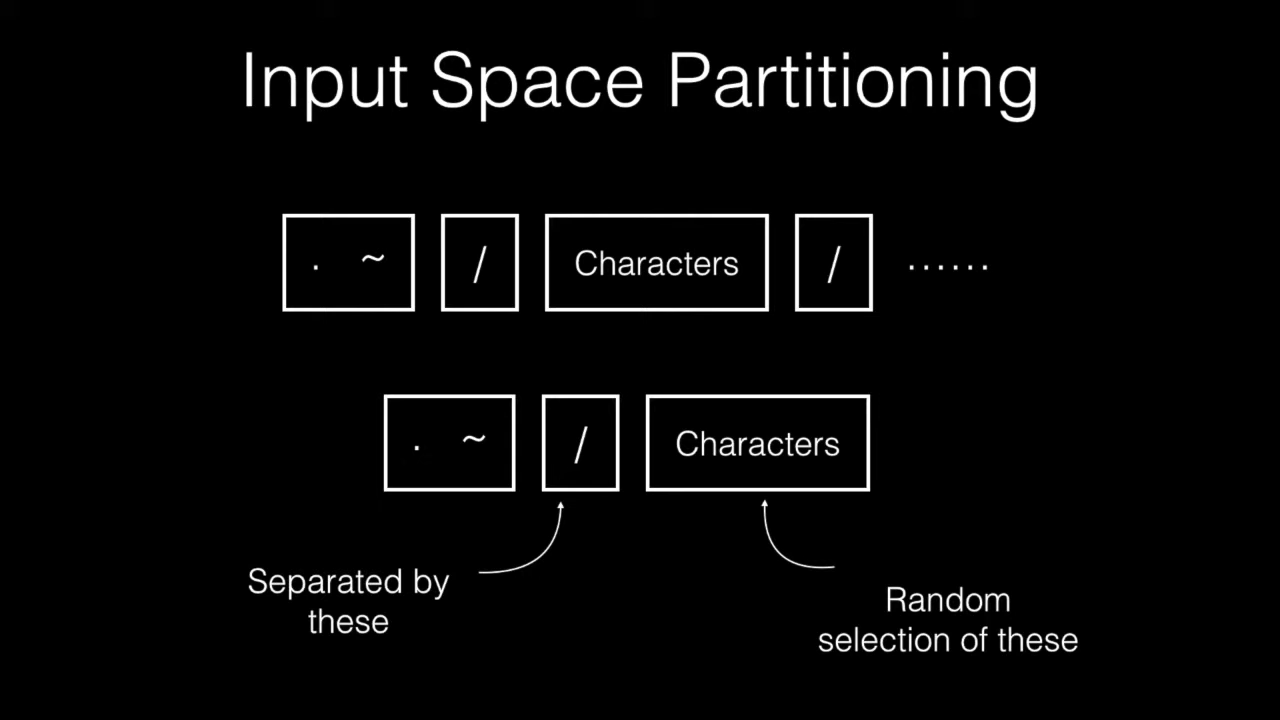 Input Space Partitioning
. ~ / Characters / ......
. ~ / Characters
Separated by
these
Random
selection of these